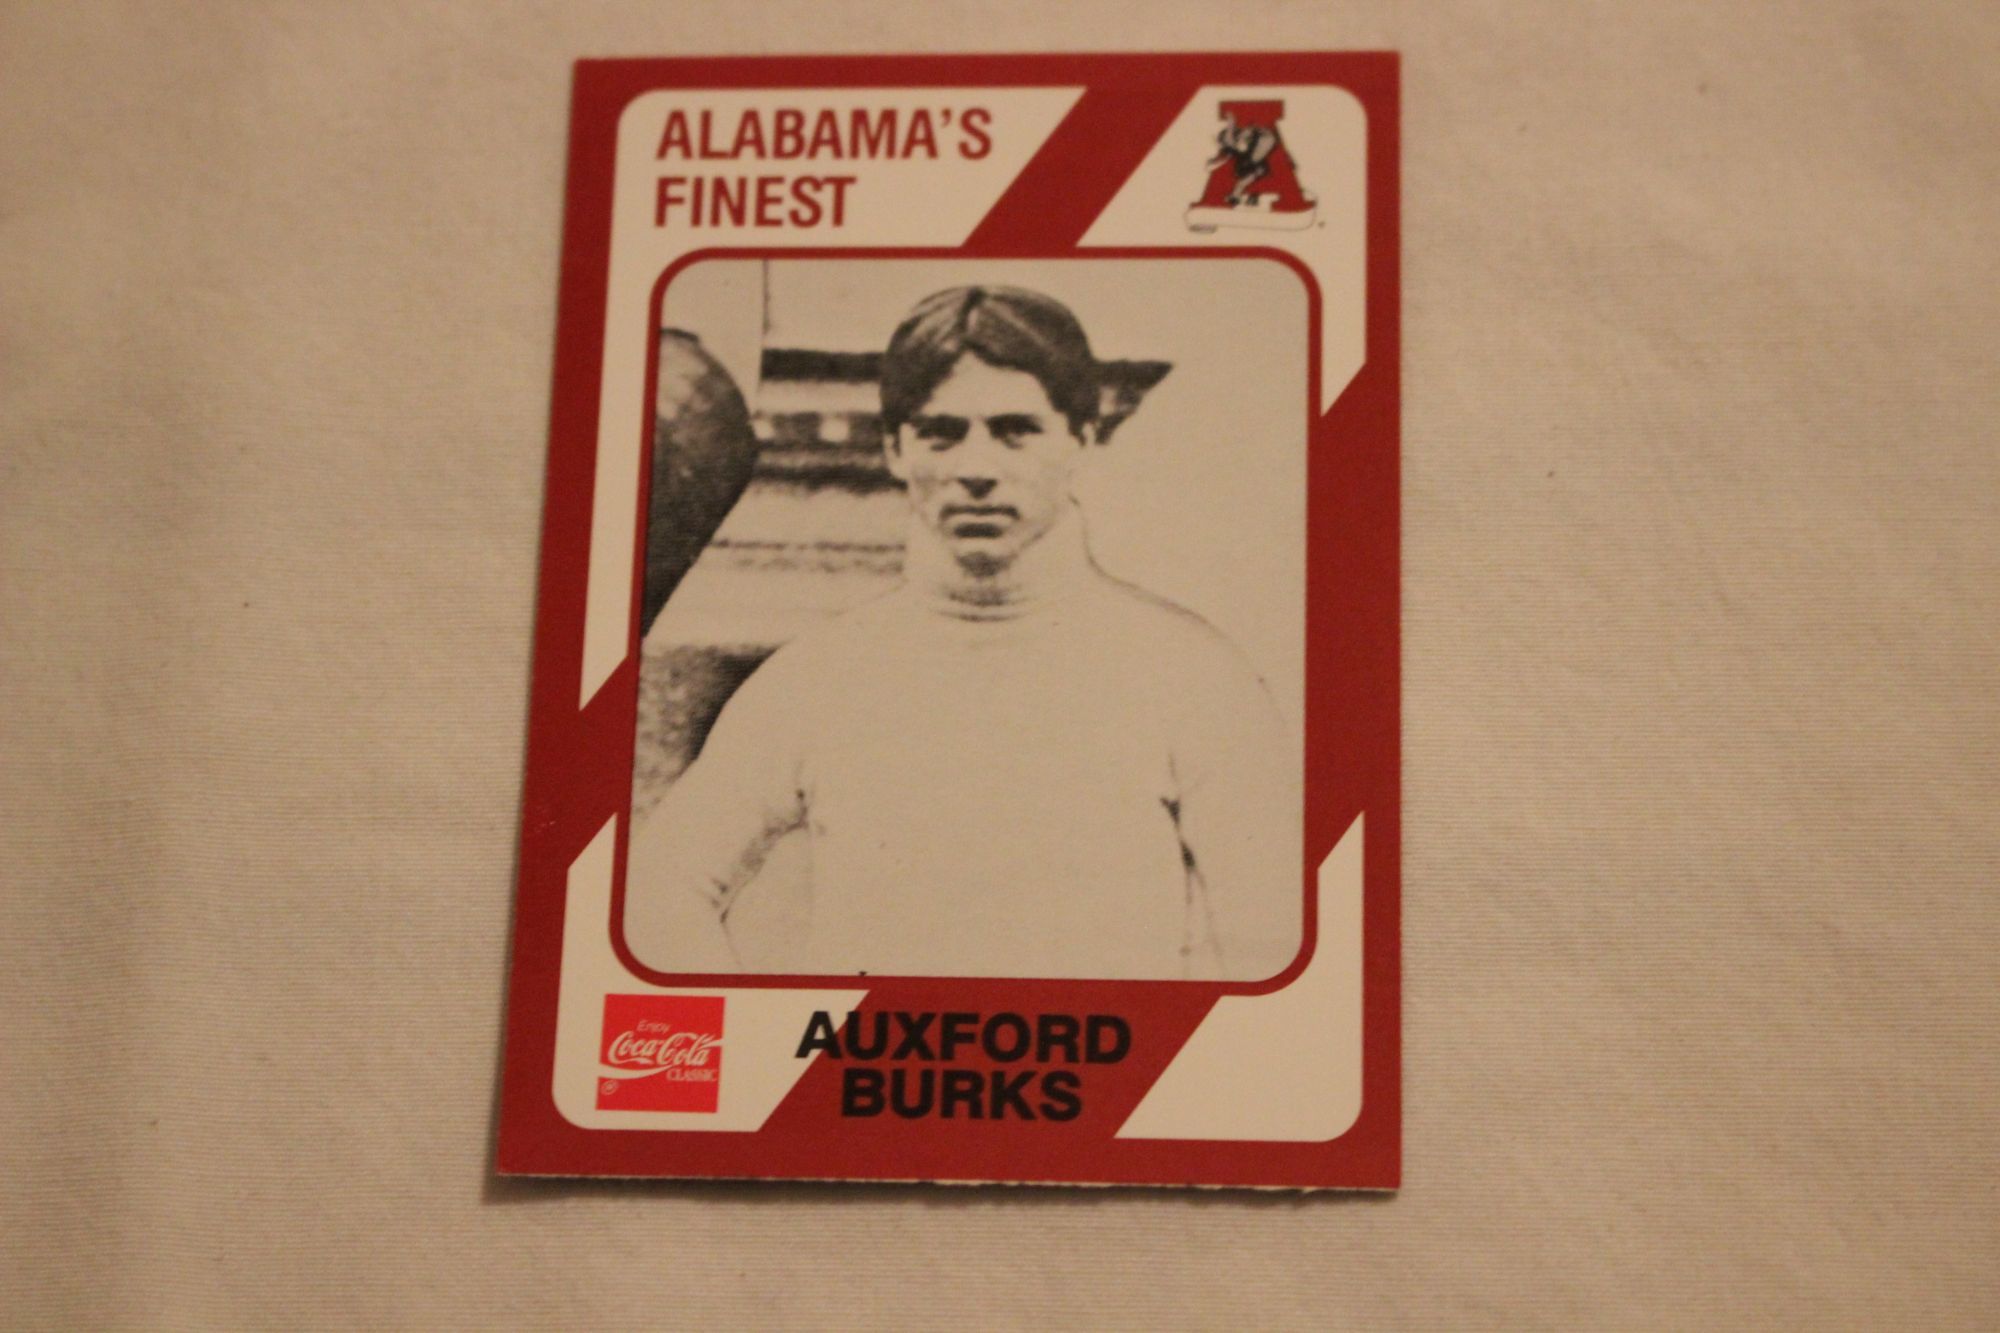 ALABAMA'S
FINEST
A
Enjoy
Coca-Cola
CLASSIC
AUXFORD
BURKS